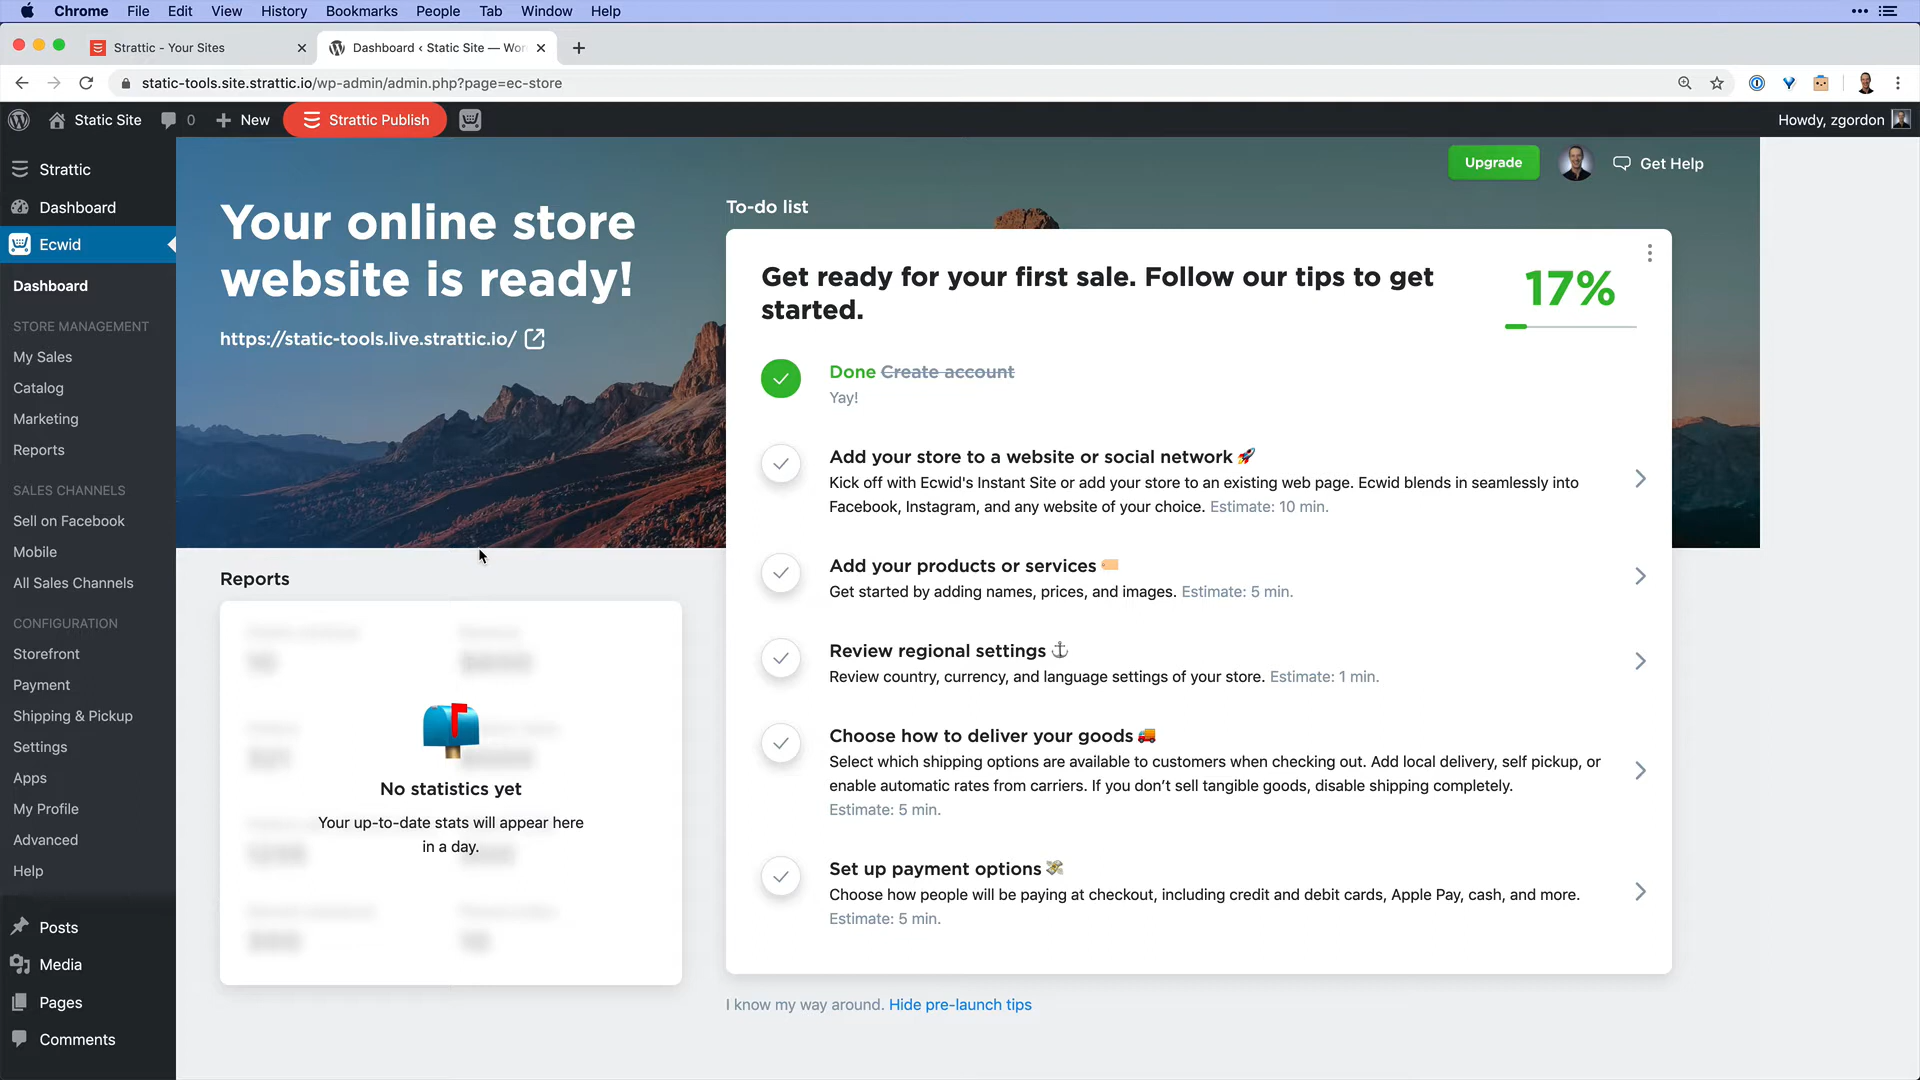 Chrome File Edit View History Bookmarks People Tab Window Help
Strattic - Your Sites
Dashboard ‹ Static Site — Wor
static-tools.site.strattic.io/wp-admin/admin.php?page=ec-store
Static Site 0 New Strattic Publish Howdy, zgordon
Strattic
Dashboard
Ecwid
Dashboard
STORE MANAGEMENT
My Sales
Catalog
Marketing
Reports
SALES CHANNELS
Sell on Facebook
Mobile
All Sales Channels
CONFIGURATION
Storefront
Payment
Shipping & Pickup
Settings
Apps
My Profile
Advanced
Help
Posts
Media
Pages
Comments
Upgrade Get Help
Your online store
website is ready!
https://static-tools.live.strattic.io/
To-do list
Get ready for your first sale. Follow our tips to get
started.
17%
Done Create account
Yay!
Add your store to a website or social network
Kick off with Ecwid's Instant Site or add your store to an existing web page. Ecwid blends in seamlessly into
Facebook, Instagram, and any website of your choice. Estimate: 10 min.
Add your products or services
Get started by adding names, prices, and images. Estimate: 5 min.
Review regional settings
Review country, currency, and language settings of your store. Estimate: 1 min.
Choose how to deliver your goods
Select which shipping options are available to customers when checking out. Add local delivery, self pickup, or
enable automatic rates from carriers. If you don’t sell tangible goods, disable shipping completely.
Estimate: 5 min.
Set up payment options
Choose how people will be paying at checkout, including credit and debit cards, Apple Pay, cash, and more.
Estimate: 5 min.
I know my way around. Hide pre-launch tips
Reports
No statistics yet
Your up-to-date stats will appear here
in a day.